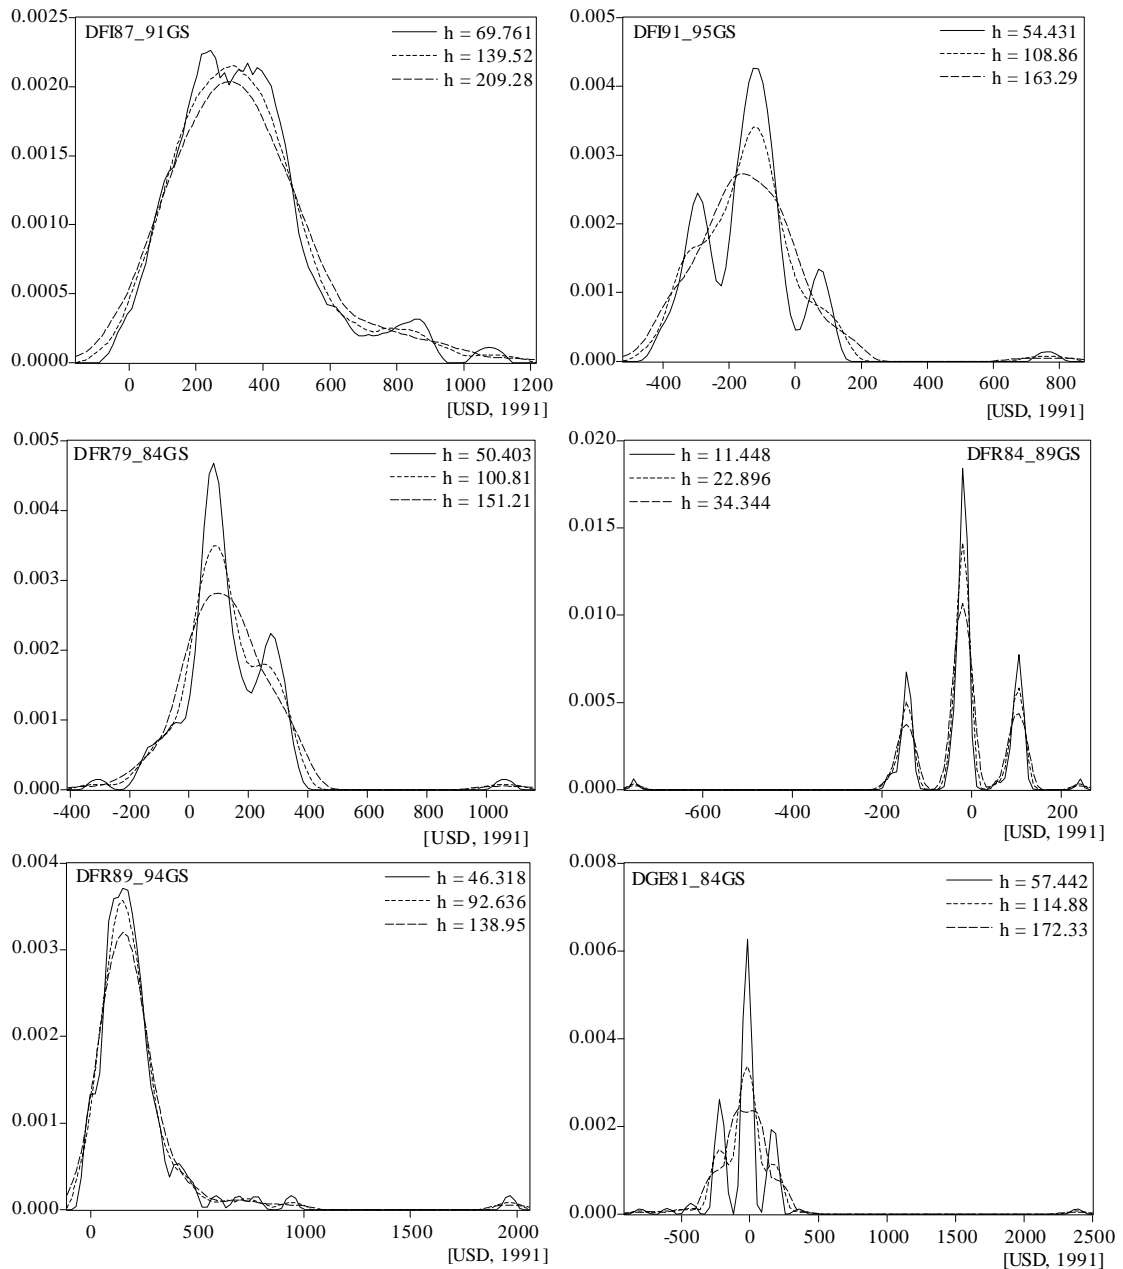 DFI87_91GS
h = 69.761
h = 139.52
h = 209.28
0.0025
0.0020
0.0015
0.0010
0.0005
0.0000
0 200 400 600 800 1000 1200
[USD, 1991]
DFI91_95GS
h = 54.431
h = 108.86
h = 163.29
0.005
0.004
0.003
0.002
0.001
0.000
-400 -200 0 200 400 600 800
[USD, 1991]
DFR79_84GS
h = 50.403
h = 100.81
h = 151.21
0.005
0.004
0.003
0.002
0.001
0.000
-400 -200 0 200 400 600 800 1000
[USD, 1991]
h = 11.448
h = 22.896
h = 34.344
DFR84_89GS
0.020
0.015
0.010
0.005
0.000
-600 -400 -200 0 200
[USD, 1991]
DFR89_94GS
h = 46.318
h = 92.636
h = 138.95
0.004
0.003
0.002
0.001
0.000
0 500 1000 1500 2000
[USD, 1991]
DGE81_84GS
h = 57.442
h = 114.88
h = 172.33
0.008
0.006
0.004
0.002
0.000
-500 0 500 1000 1500 2000 2500
[USD, 1991]